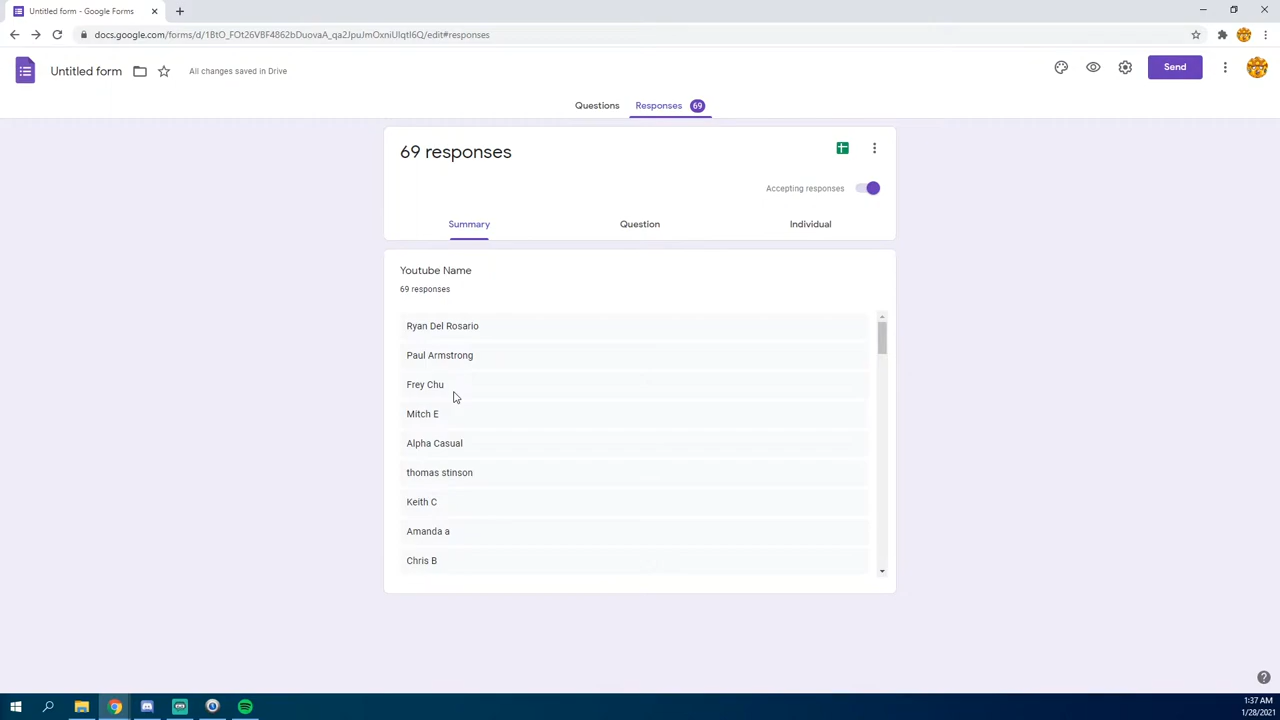 Untitled form - Google Forms
docs.google.com/forms/d/1BtO_FOt26VBF4862bDuovaA_qa2JpuJmOxniUlqtI6Q/edit#responses
Untitled form
All changes saved in Drive
Send
Questions
Responses 69
69 responses
Accepting responses
Summary
Question
Individual
Youtube Name
69 responses
Ryan Del Rosario
Paul Armstrong
Frey Chu
Mitch E
Alpha Casual
thomas stinson
Keith C
Amanda a
Chris B
1:37 AM
1/28/2021